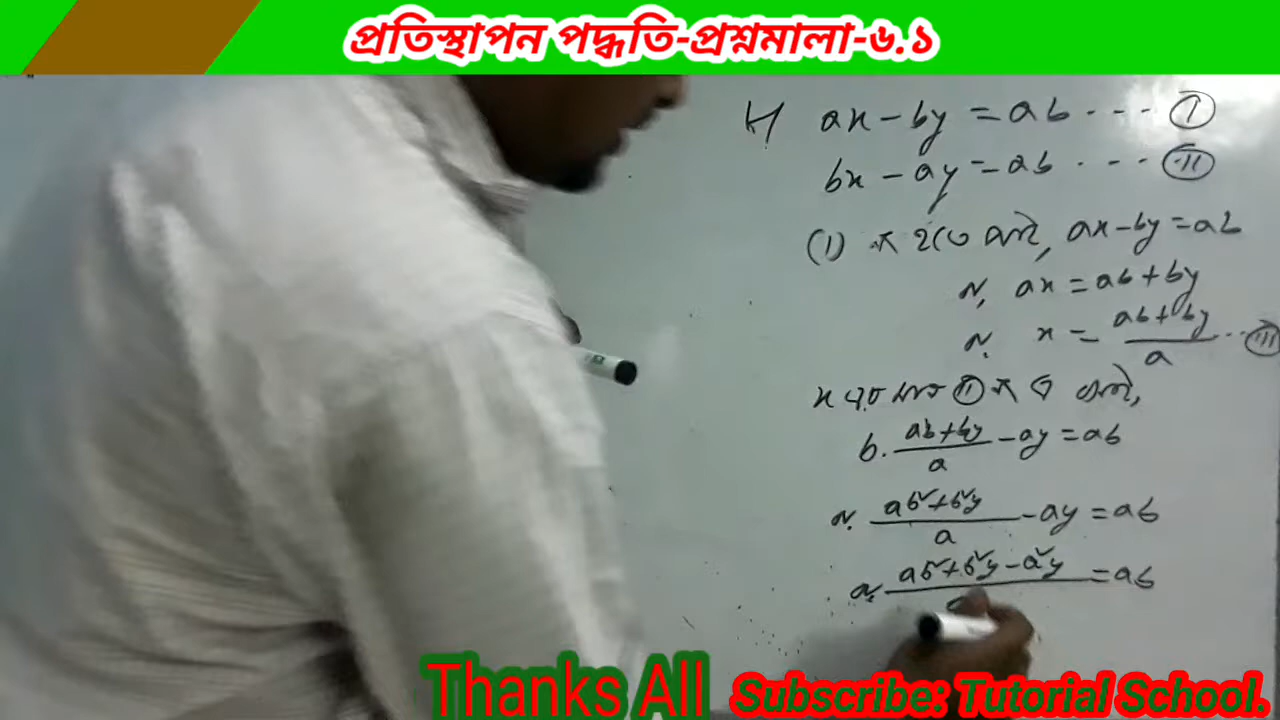 প্রতিস্থাপন পদ্ধতি-প্রশ্নমালা-৬.১
ax - by = ab --- (I)
bx - ay = ab --- (II)
(I) নং হতে পাই, ax - by = ab
বা, ax = ab + by
বা, x = (ab + by)/a --- (III)
x এর মান (II) নং এ
b. (ab + by)/a - ay = ab
বা, (ab² + b²y)/a - ay = ab
বা, (ab² + b²y - a²y)/ = ab
Thanks All
Subscribe: Tutorial School.